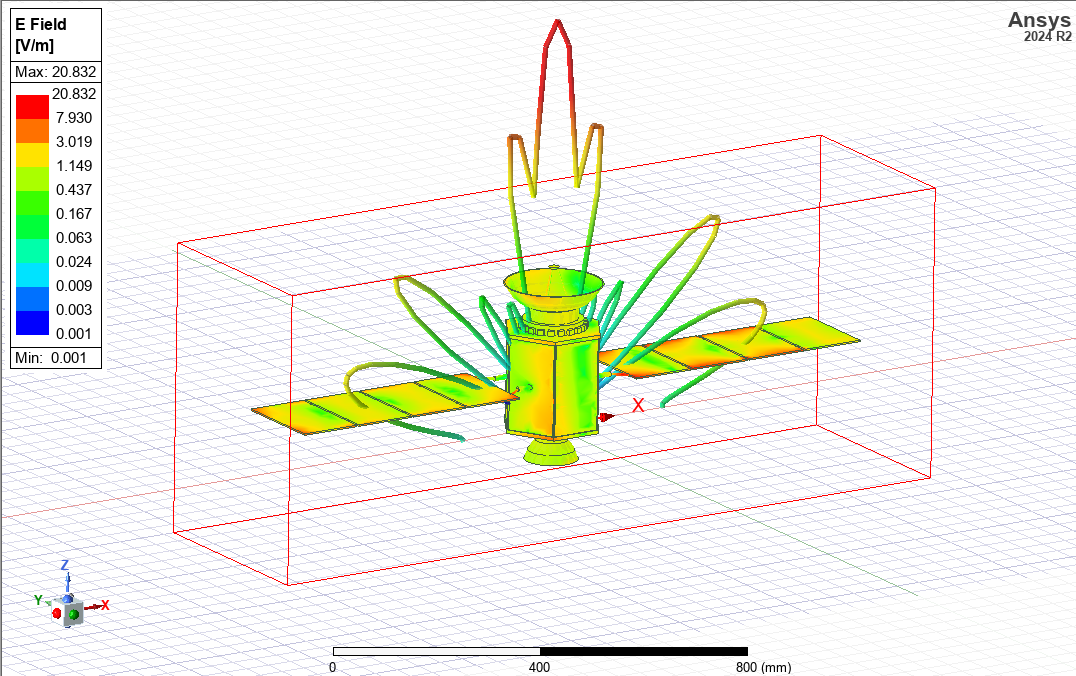 E Field
[V/m]
Max: 20.832
20.832
7.930
3.019
1.149
0.437
0.167
0.063
0.024
0.009
0.003
0.001
Min: 0.001
Ansys
2024 R2
X
Z
Y
X
0
400
800 (mm)